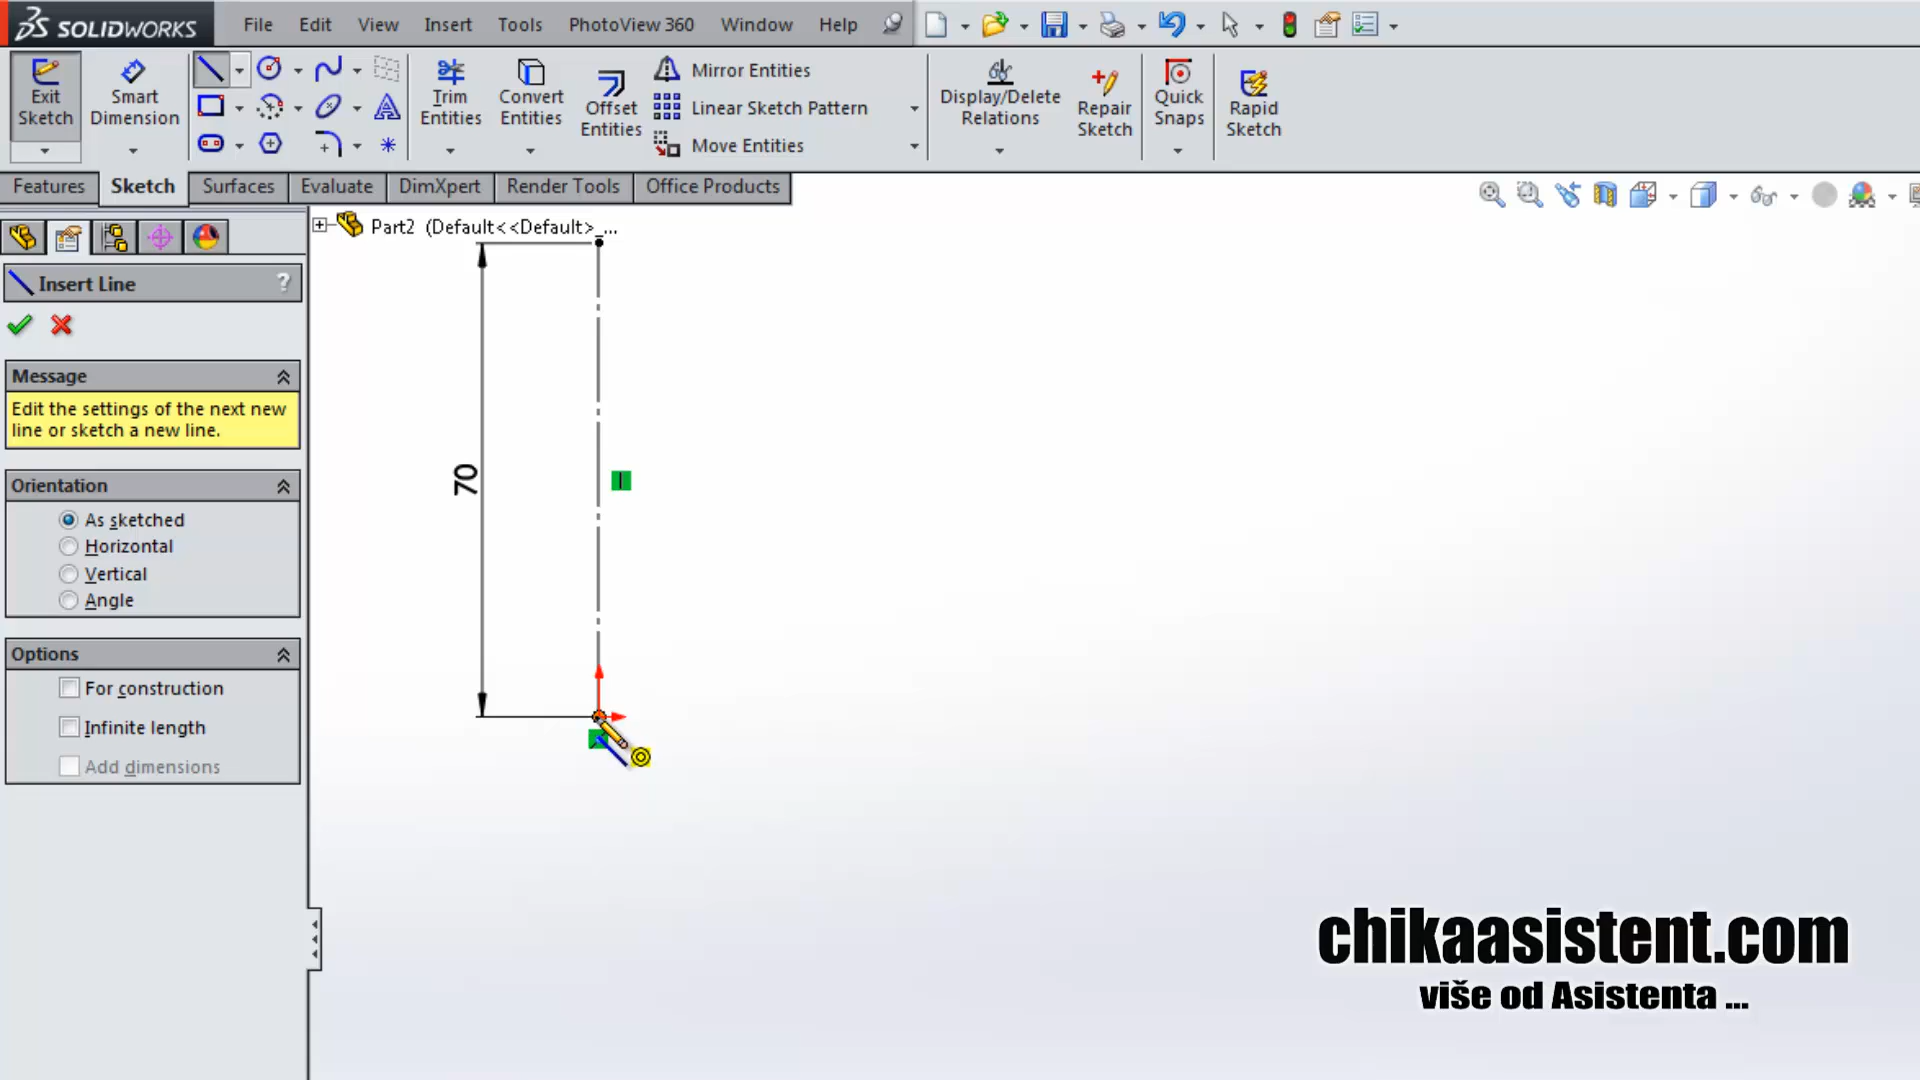 SOLIDWORKS
File Edit View Insert Tools PhotoView 360 Window Help
Exit Sketch
Smart Dimension
Trim Entities
Convert Entities
Offset Entities
Mirror Entities
Linear Sketch Pattern
Move Entities
Display/Delete Relations
Repair Sketch
Quick Snaps
Rapid Sketch
Features Sketch Surfaces Evaluate DimXpert Render Tools Office Products
Part2 (Default<<Default>_...
Insert Line ?
Message
Edit the settings of the next new
line or sketch a new line.
Orientation
As sketched
Horizontal
Vertical
Angle
Options
For construction
Infinite length
Add dimensions
70
chikaasistent.com
više od Asistenta ...